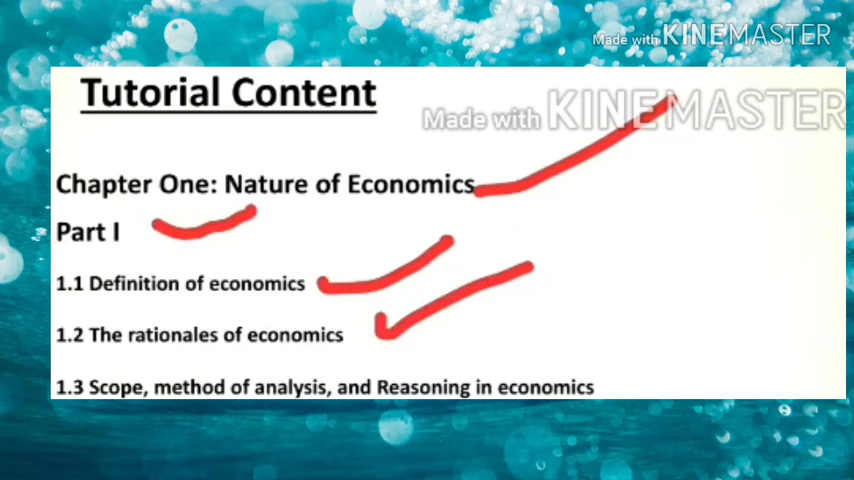 Made with KINEMASTER
Tutorial Content
Made with KINEMASTER
Chapter One: Nature of Economics
Part I
1.1 Definition of economics
1.2 The rationales of economics
1.3 Scope, method of analysis, and Reasoning in economics